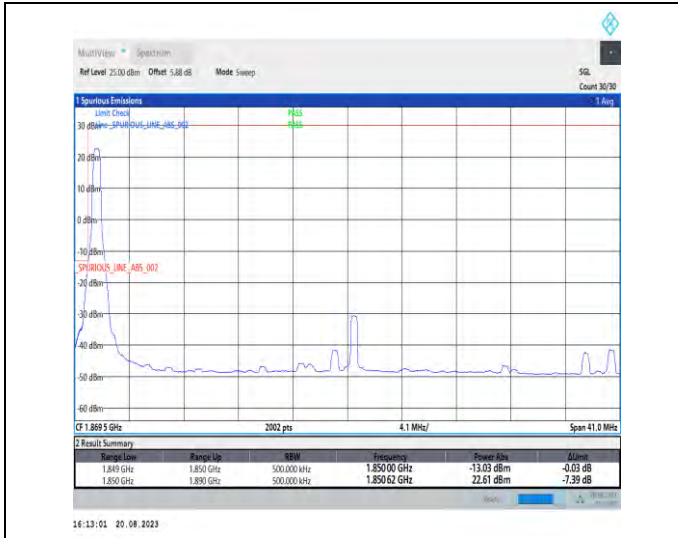 MultiView Spectrum
Ref Level 25.00 dBm Offset 5.88 dB Mode Sweep SGL
Count 30/30
1 Spurious Emissions 1 Avg
Limit Check PASS
Line _SPURIOUS_LINE_ABS_002 PASS
30 dBm
20 dBm
10 dBm
0 dBm
-10 dBm
_SPURIOUS_LINE_ABS_002
-20 dBm
-30 dBm
-40 dBm
-50 dBm
-60 dBm
CF 1.869 5 GHz 2002 pts 4.1 MHz/ Span 41.0 MHz
2 Result Summary
Range Low Range Up RBW Frequency Power Abs ΔLimit
1.849 GHz 1.850 GHz 500.000 kHz 1.850 00 GHz -13.03 dBm -0.03 dB
1.850 GHz 1.890 GHz 500.000 kHz 1.850 62 GHz 22.61 dBm -7.39 dB
16:13:01 20.08.2023